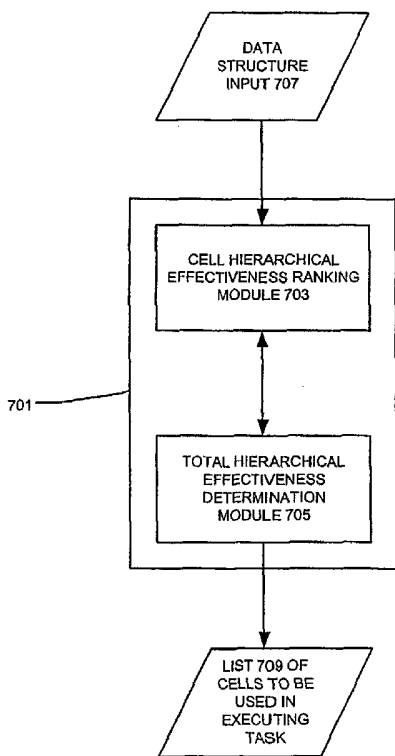 DATA
STRUCTURE
INPUT 707
CELL HIERARCHICAL
EFFECTIVENESS RANKING
MODULE 703
701
TOTAL HIERARCHICAL
EFFECTIVENESS
DETERMINATION
MODULE 705
LIST 709 OF
CELLS TO BE
USED IN
EXECUTING
TASK